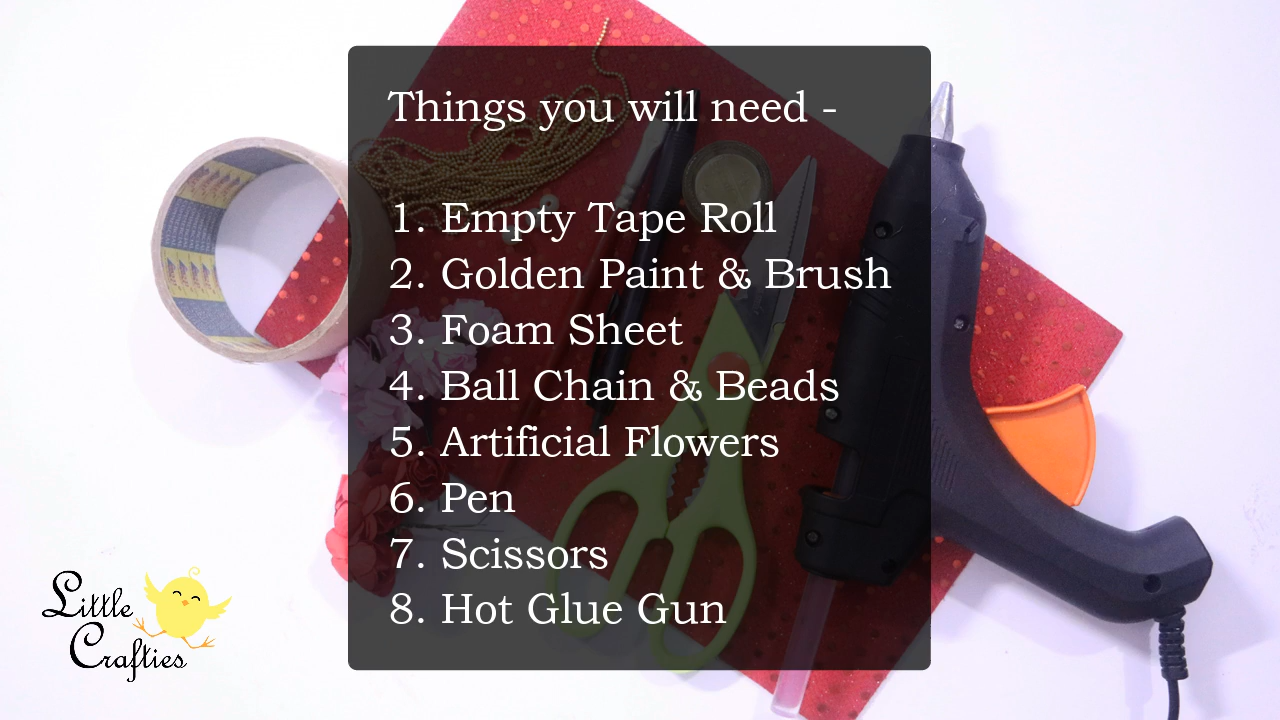 Things you will need -
1. Empty Tape Roll
2. Golden Paint & Brush
3. Foam Sheet
4. Ball Chain & Beads
5. Artificial Flowers
6. Pen
7. Scissors
8. Hot Glue Gun
Little
Crafties